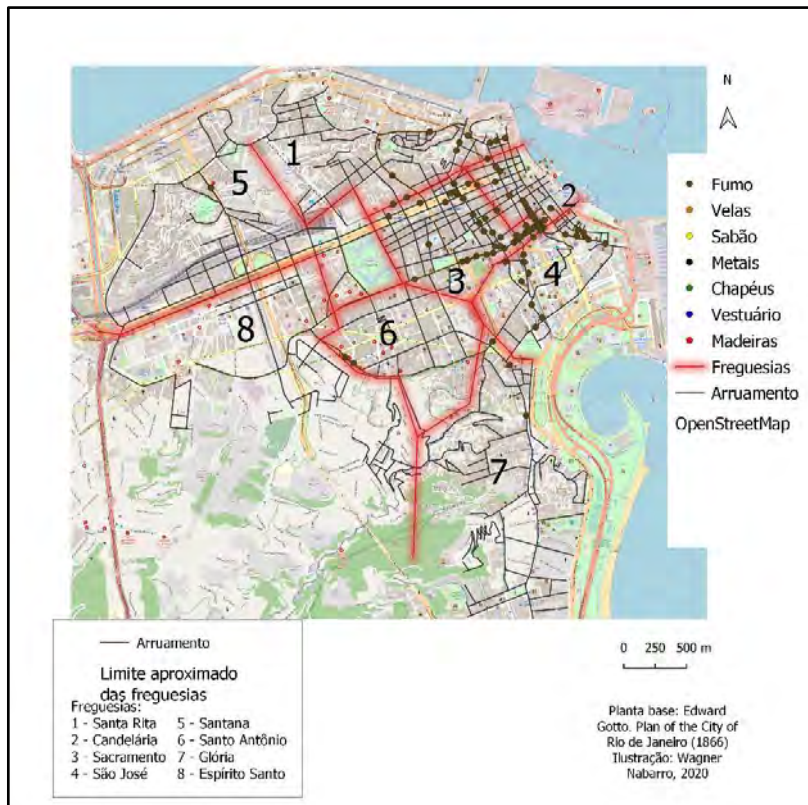 N
1
5
2
3
4
8
6
7
Fumo
Velas
Sabão
Metais
Chapéus
Vestuário
Madeiras
Freguesias
Arruamento
OpenStreetMap
Arruamento
Limite aproximado
das freguesias
Freguesias:
1 - Santa Rita 5 - Santana
2 - Candelária 6 - Santo Antônio
3 - Sacramento 7 - Glória
4 - São José 8 - Espírito Santo
0 250 500 m
Planta base: Edward
Gotto. Plan of the City of
Rio de Janeiro (1866)
Ilustração: Wagner
Nabarro, 2020